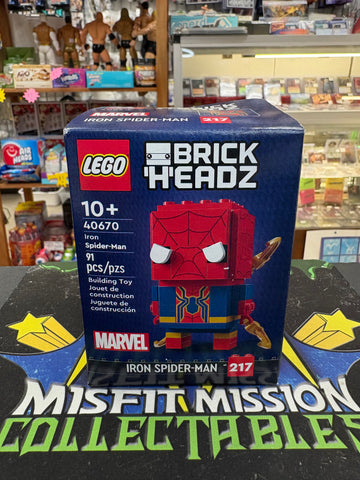 MARVEL
IRON SPIDER-MAN 217
LEGO
BRICK
HEADZ
10+
40670
Iron
Spider-Man
91
pcs/pzs
Building Toy
Jouet de
construction
Juguete de
construcción
MARVEL
IRON SPIDER-MAN 217
MISFIT MISSION
COLLECTABLES
AIRHEADS